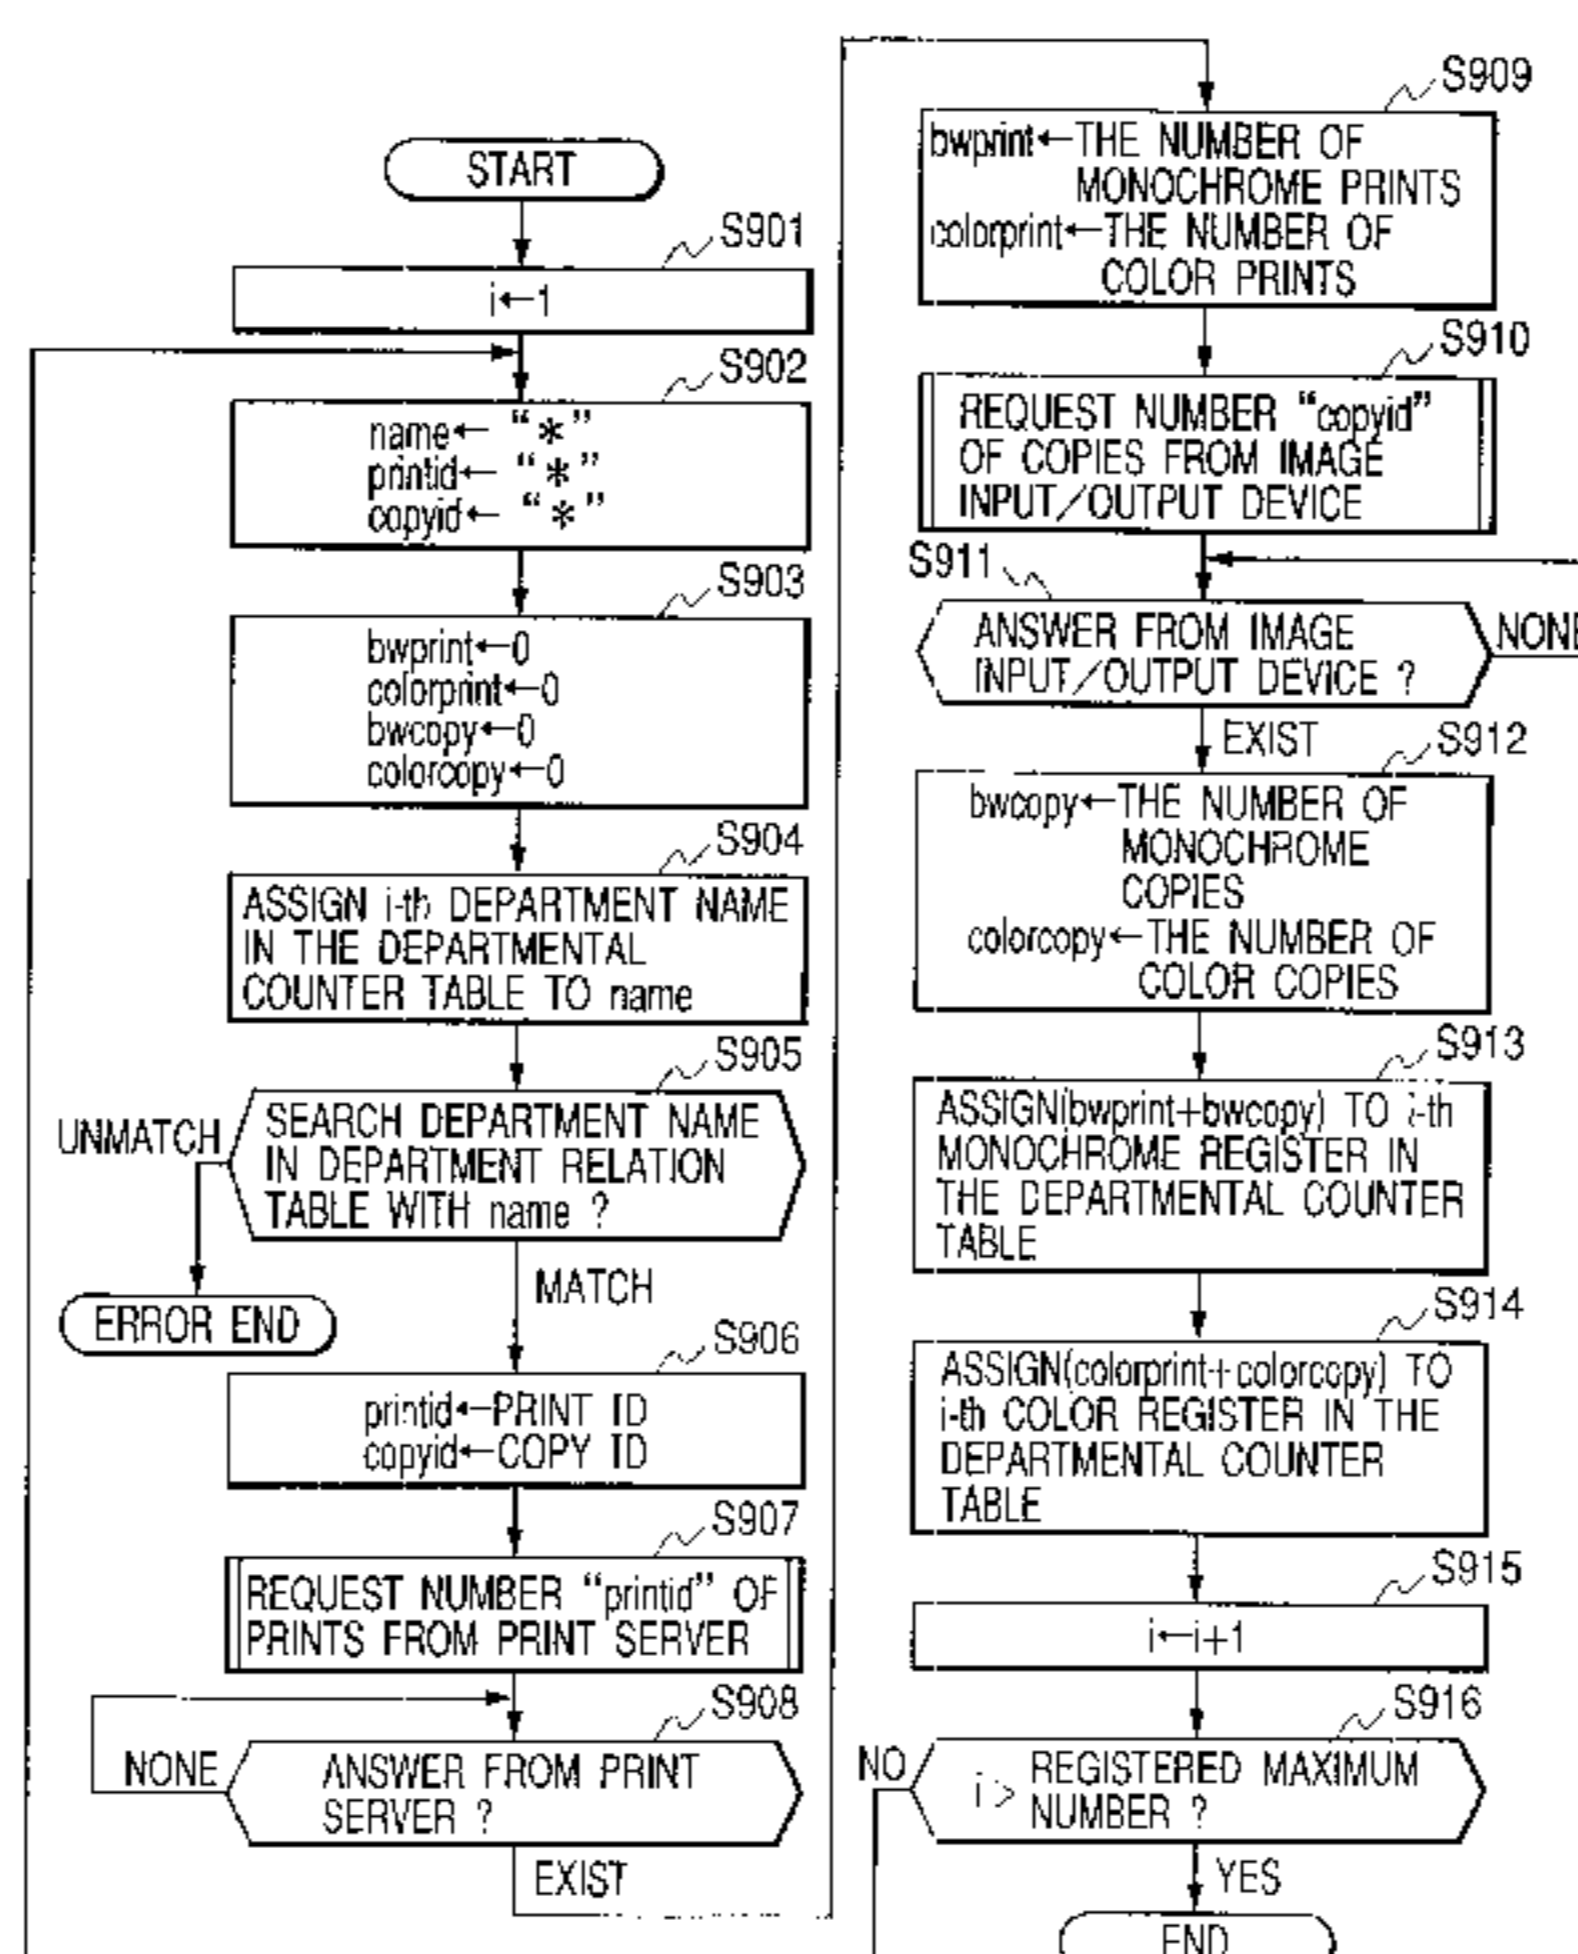 START
S901
i←1
S902
name← “*”
printid← “*”
copyid← “*”
S903
bwprint←0
colorprint←0
bwcopy←0
colorcopy←0
S904
ASSIGN i-th DEPARTMENT NAME
IN THE DEPARTMENTAL
COUNTER TABLE TO name
S905
UNMATCH
SEARCH DEPARTMENT NAME
IN DEPARTMENT RELATION
TABLE WITH name ?
MATCH
ERROR END
S906
printid←PRINT ID
copyid←COPY ID
S907
REQUEST NUMBER “printid” OF
PRINTS FROM PRINT SERVER
S908
NONE
ANSWER FROM PRINT
SERVER ?
EXIST
S909
bwprint←THE NUMBER OF
MONOCHROME PRINTS
colorprint←THE NUMBER OF
COLOR PRINTS
S910
REQUEST NUMBER “copyid”
OF COPIES FROM IMAGE
INPUT/OUTPUT DEVICE
S911
ANSWER FROM IMAGE
INPUT/OUTPUT DEVICE ?
NONE
EXIST
S912
bwcopy←THE NUMBER OF
MONOCHROME
COPIES
colorcopy←THE NUMBER OF
COLOR COPIES
S913
ASSIGN(bwprint+bwcopy) TO i-th
MONOCHROME REGISTER IN
THE DEPARTMENTAL COUNTER
TABLE
S914
ASSIGN(colorprint+colorcopy) TO
i-th COLOR REGISTER IN THE
DEPARTMENTAL COUNTER
TABLE
S915
i←i+1
S916
NO
i> REGISTERED MAXIMUM
NUMBER ?
YES
END